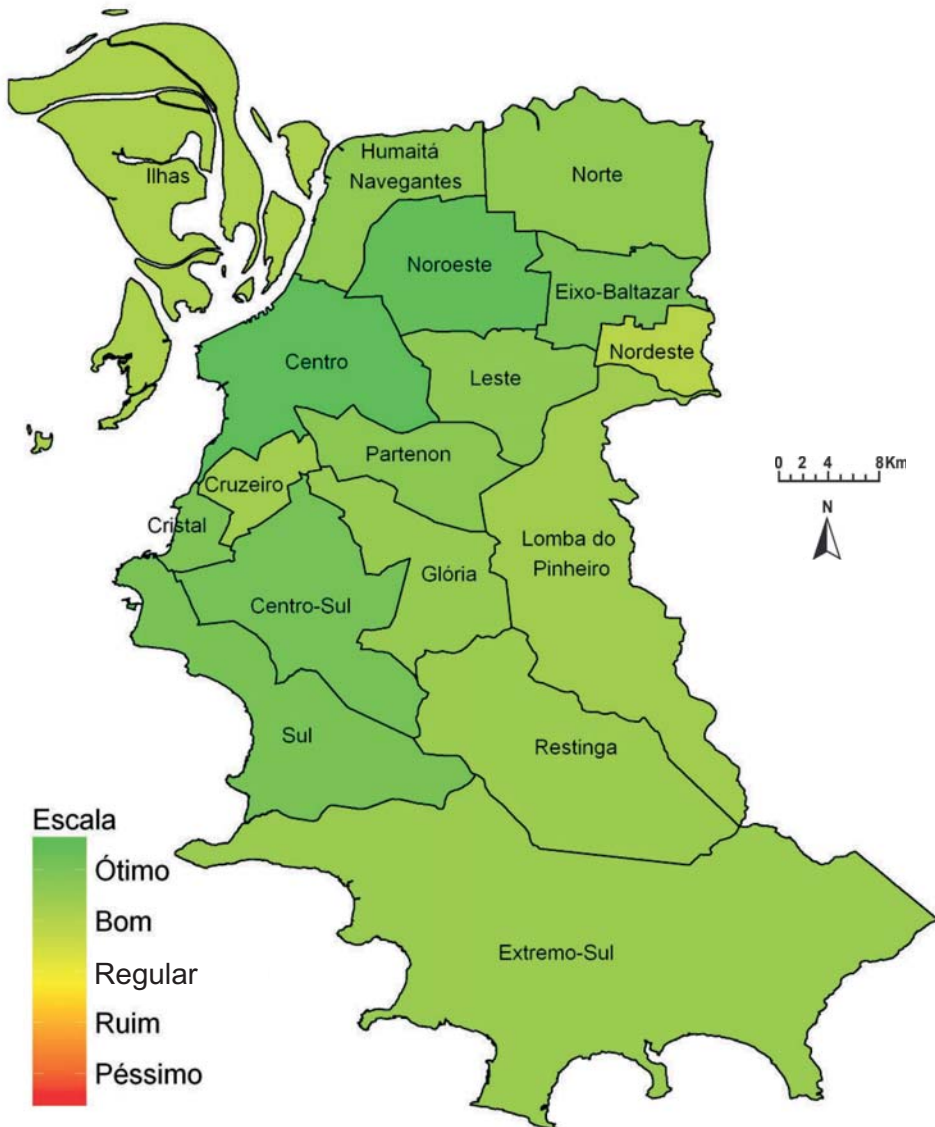 Ilhas
Humaitá
Navegantes
Norte
Noroeste
Eixo-Baltazar
Nordeste
Centro
Leste
Partenon
Cruzeiro
Cristal
Lomba do
Pinheiro
Glória
Centro-Sul
Sul
Restinga
Extremo-Sul
0 2 4 8Km
N
Escala
Ótimo
Bom
Regular
Ruim
Péssimo